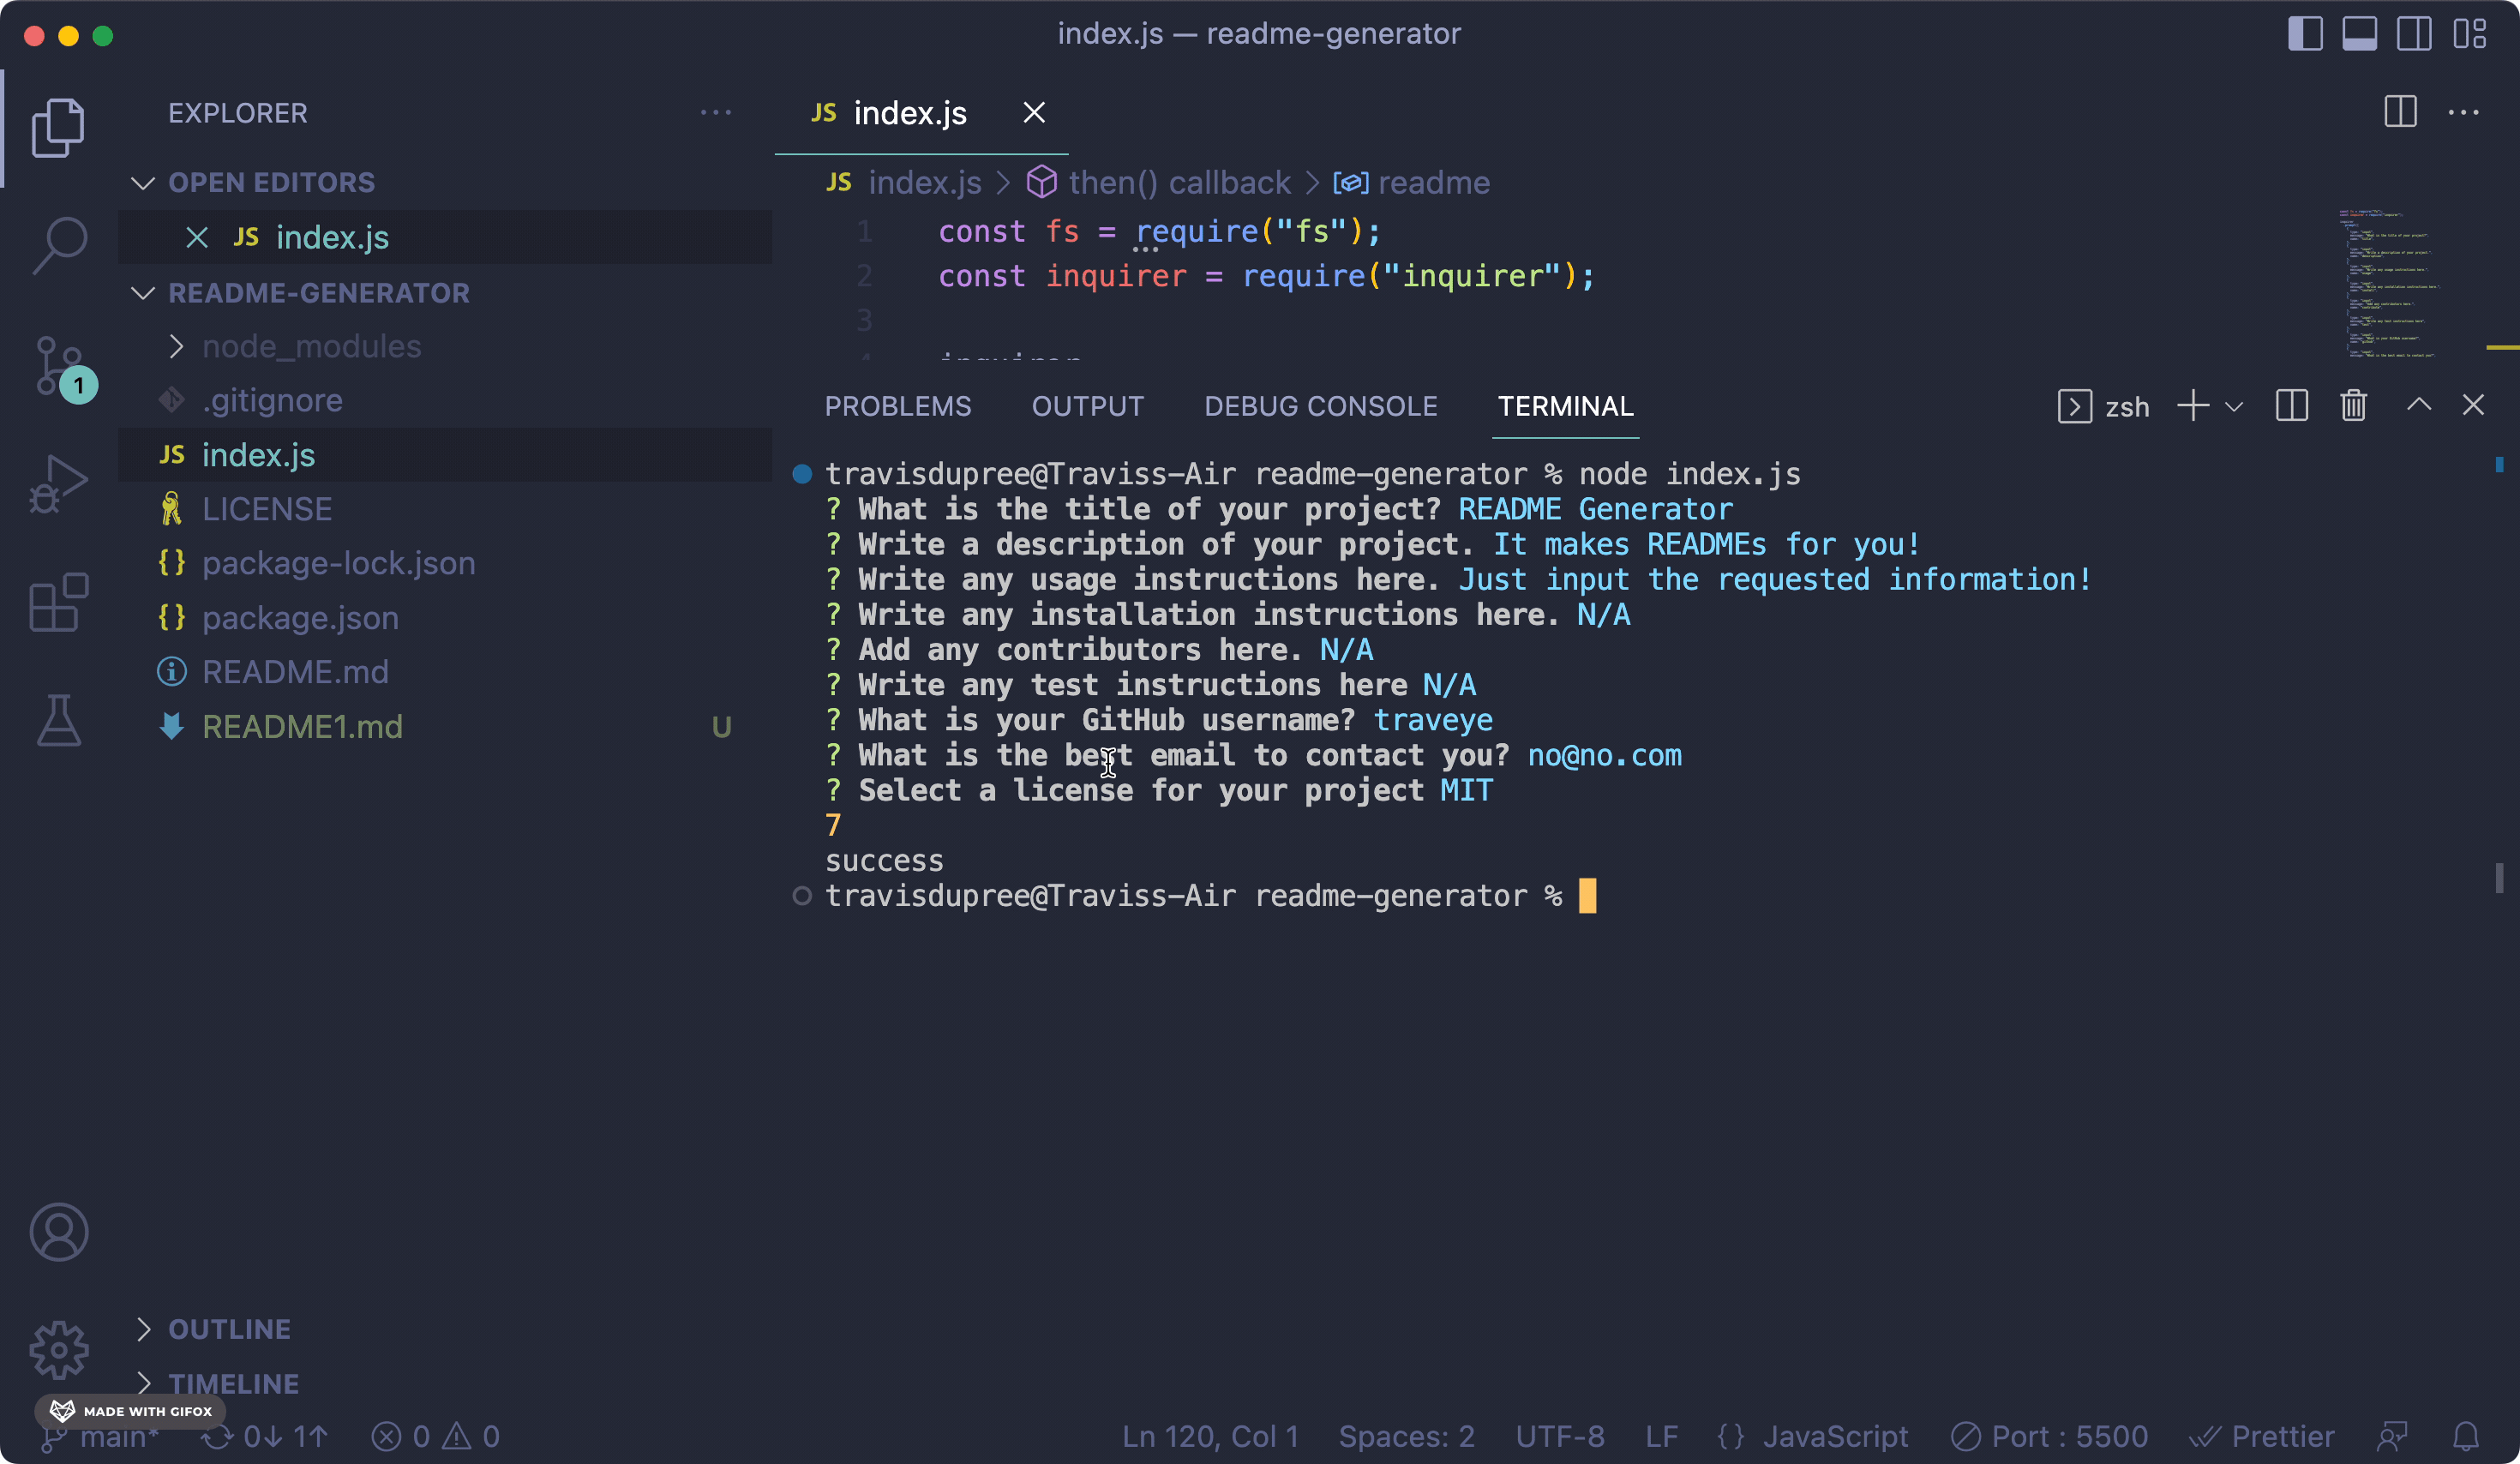 index.js — readme-generator
EXPLORER
OPEN EDITORS
JS index.js
README-GENERATOR
node_modules
.gitignore
JS index.js
LICENSE
{} package-lock.json
{} package.json
README.md
README1.md U
1
OUTLINE
TIMELINE
JS index.js
JS index.js > then() callback > readme
1 const fs = require("fs");
2 const inquirer = require("inquirer");
3
4 inquirer
PROBLEMS OUTPUT DEBUG CONSOLE TERMINAL zsh
travisdupree@Traviss-Air readme-generator % node index.js
? What is the title of your project? README Generator
? Write a description of your project. It makes READMEs for you!
? Write any usage instructions here. Just input the requested information!
? Write any installation instructions here. N/A
? Add any contributors here. N/A
? Write any test instructions here N/A
? What is your GitHub username? traveye
? What is the best email to contact you? no@no.com
? Select a license for your project MIT
7
success
travisdupree@Traviss-Air readme-generator %
MADE WITH GIFOX
main* 0↓ 1↑ 0 0 Ln 120, Col 1 Spaces: 2 UTF-8 LF {} JavaScript Port : 5500 Prettier